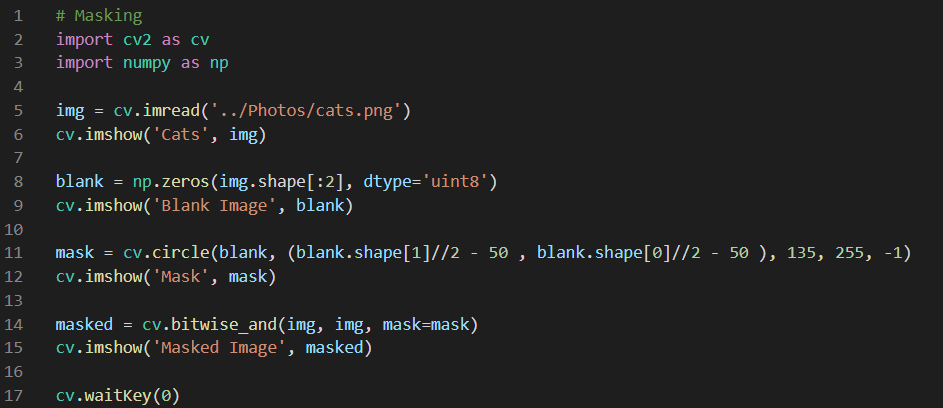 1 # Masking
2 import cv2 as cv
3 import numpy as np
4
5 img = cv.imread('../Photos/cats.png')
6 cv.imshow('Cats', img)
7
8 blank = np.zeros(img.shape[:2], dtype='uint8')
9 cv.imshow('Blank Image', blank)
10
11 mask = cv.circle(blank, (blank.shape[1]//2 - 50 , blank.shape[0]//2 - 50 ), 135, 255, -1)
12 cv.imshow('Mask', mask)
13
14 masked = cv.bitwise_and(img, img, mask=mask)
15 cv.imshow('Masked Image', masked)
16
17 cv.waitKey(0)